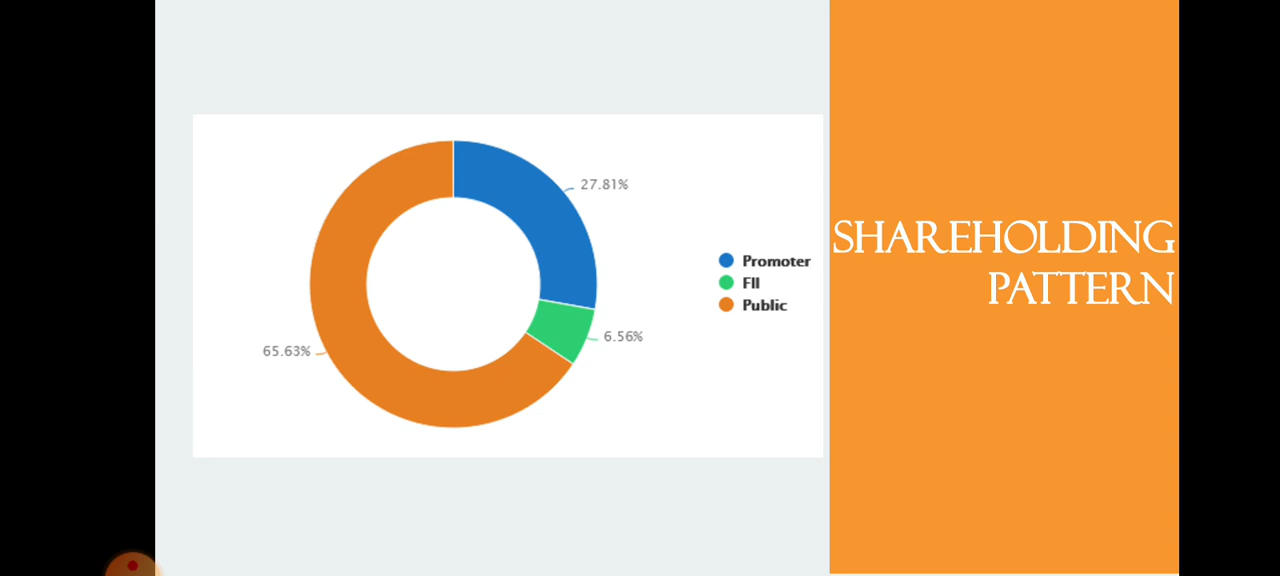 27.81%
Promoter
FII
Public
6.56%
65.63%
SHAREHOLDING
PATTERN